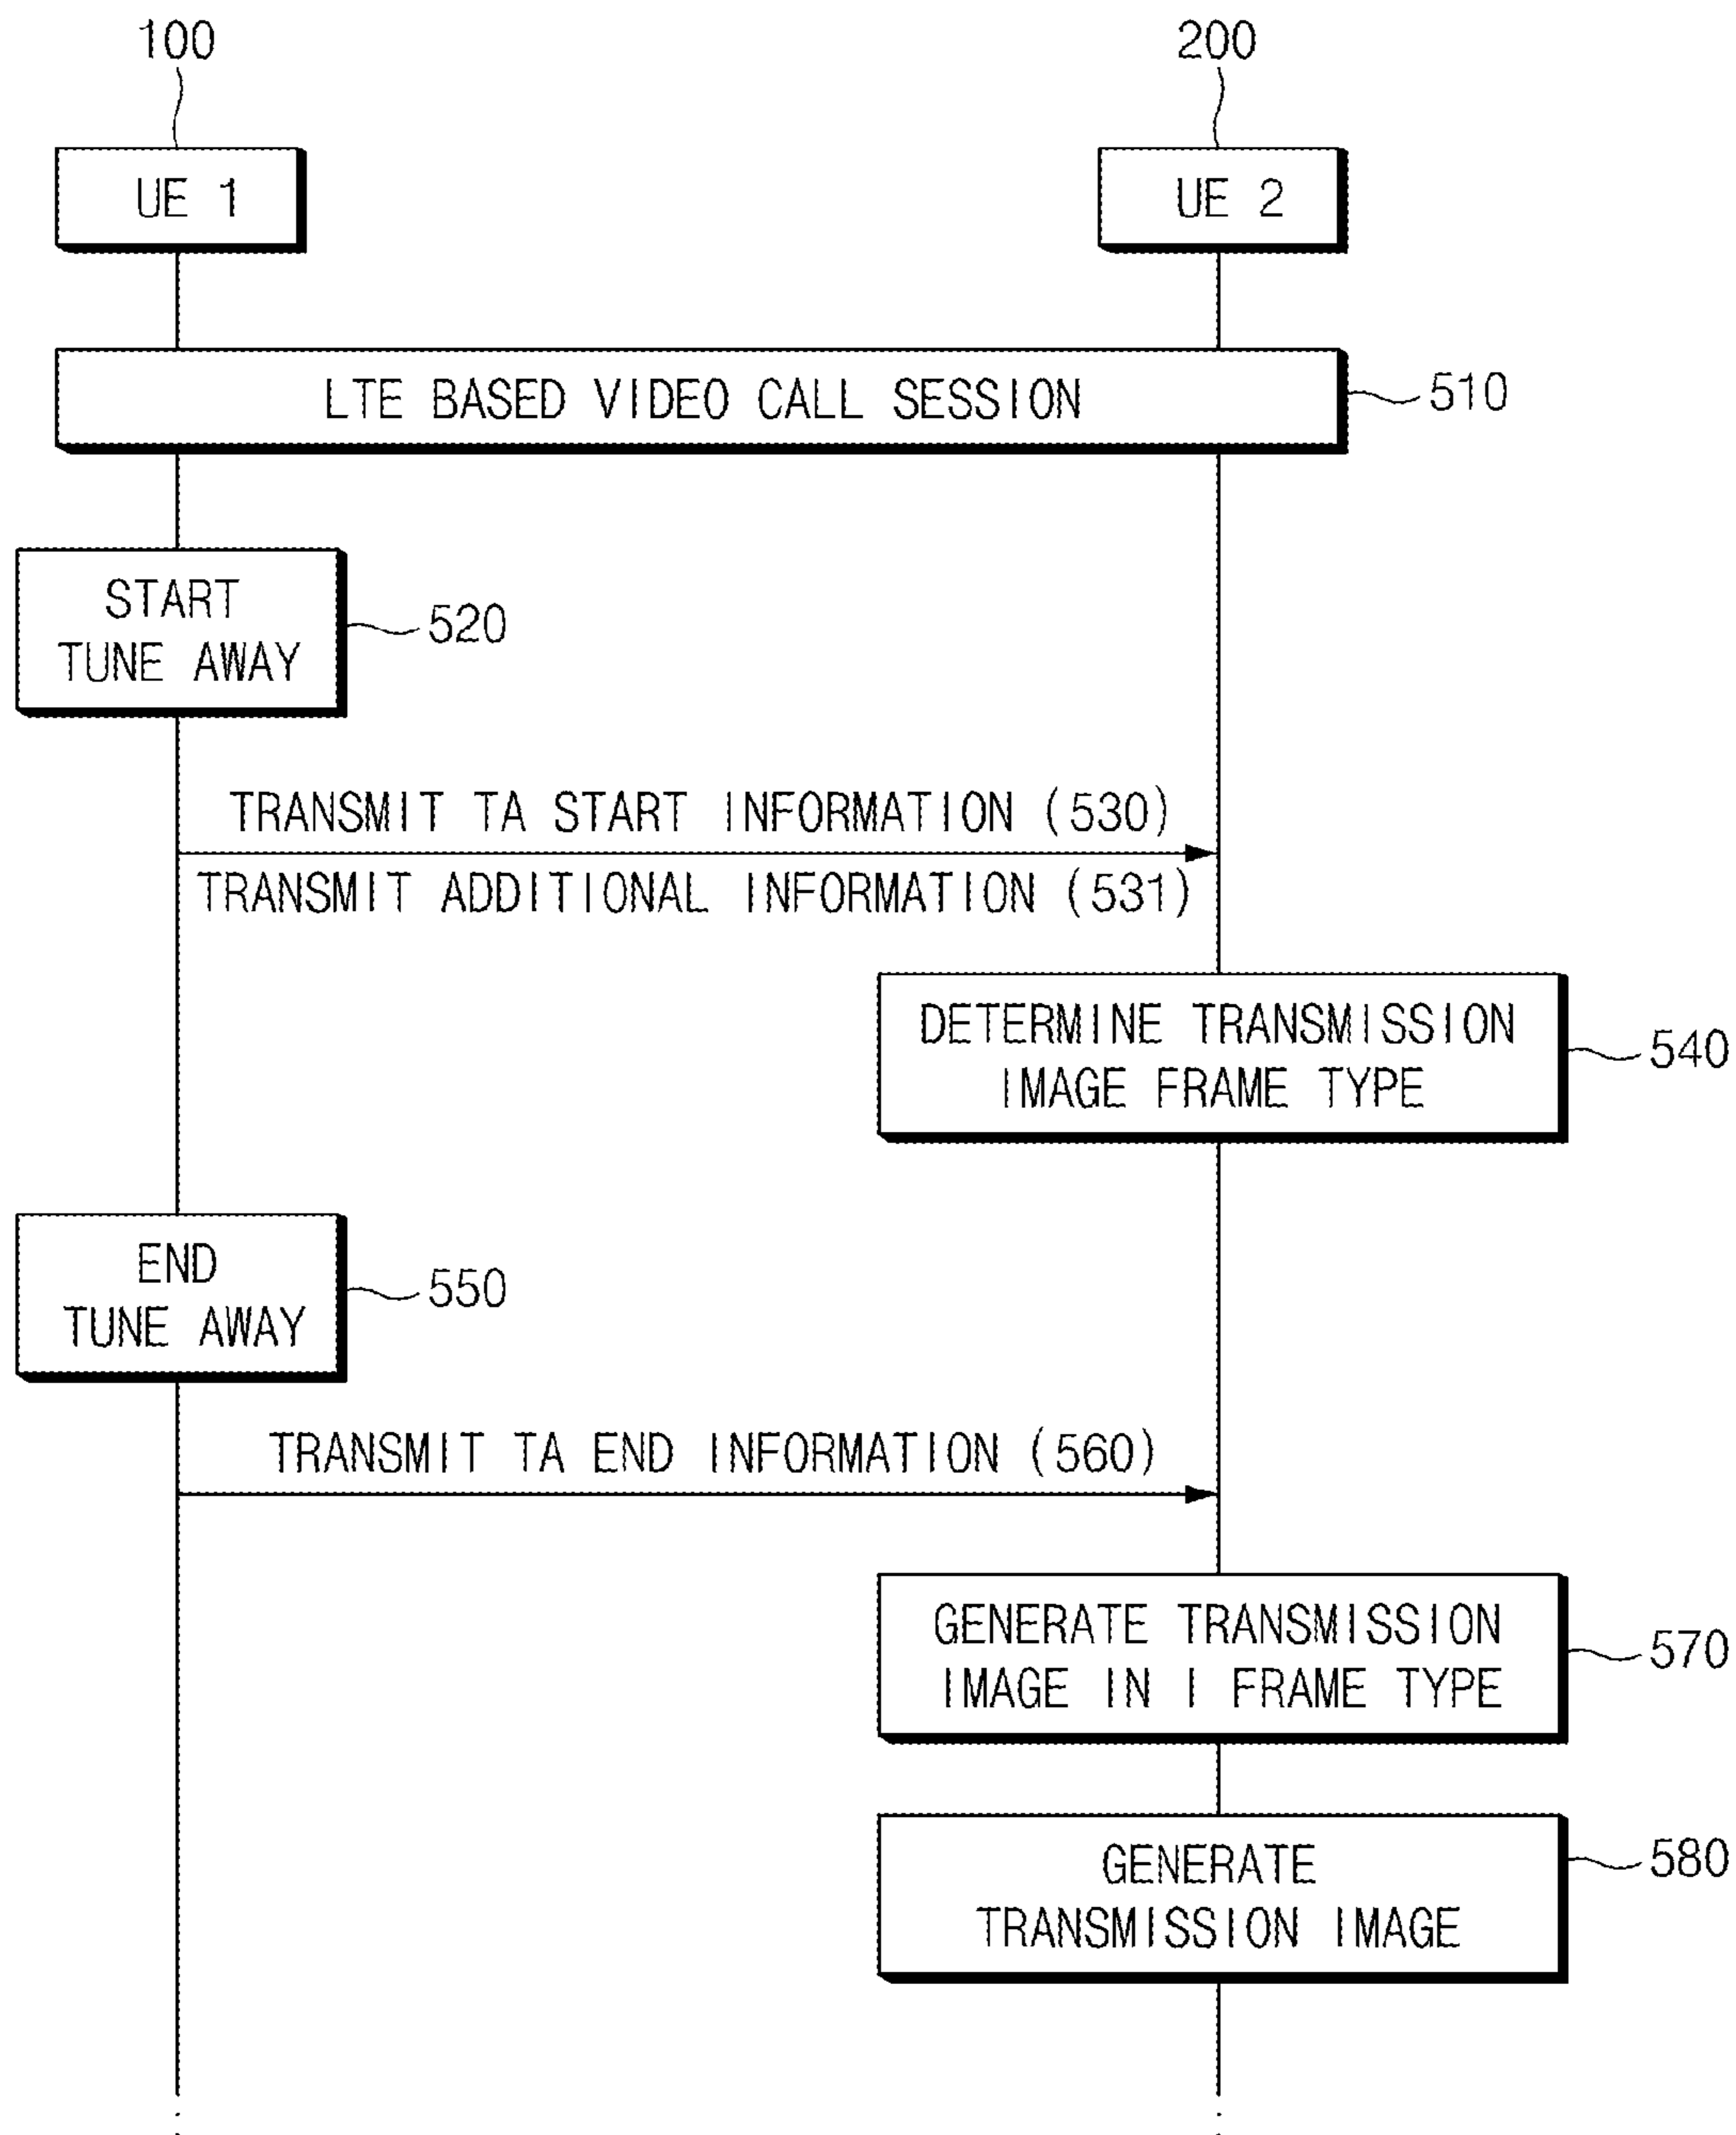 100
200
UE 1
UE 2
LTE BASED VIDEO CALL SESSION
510
START
TUNE AWAY
520
TRANSMIT TA START INFORMATION (530)
TRANSMIT ADDITIONAL INFORMATION (531)
DETERMINE TRANSMISSION
IMAGE FRAME TYPE
540
END
TUNE AWAY
550
TRANSMIT TA END INFORMATION (560)
GENERATE TRANSMISSION
IMAGE IN I FRAME TYPE
570
GENERATE
TRANSMISSION IMAGE
580